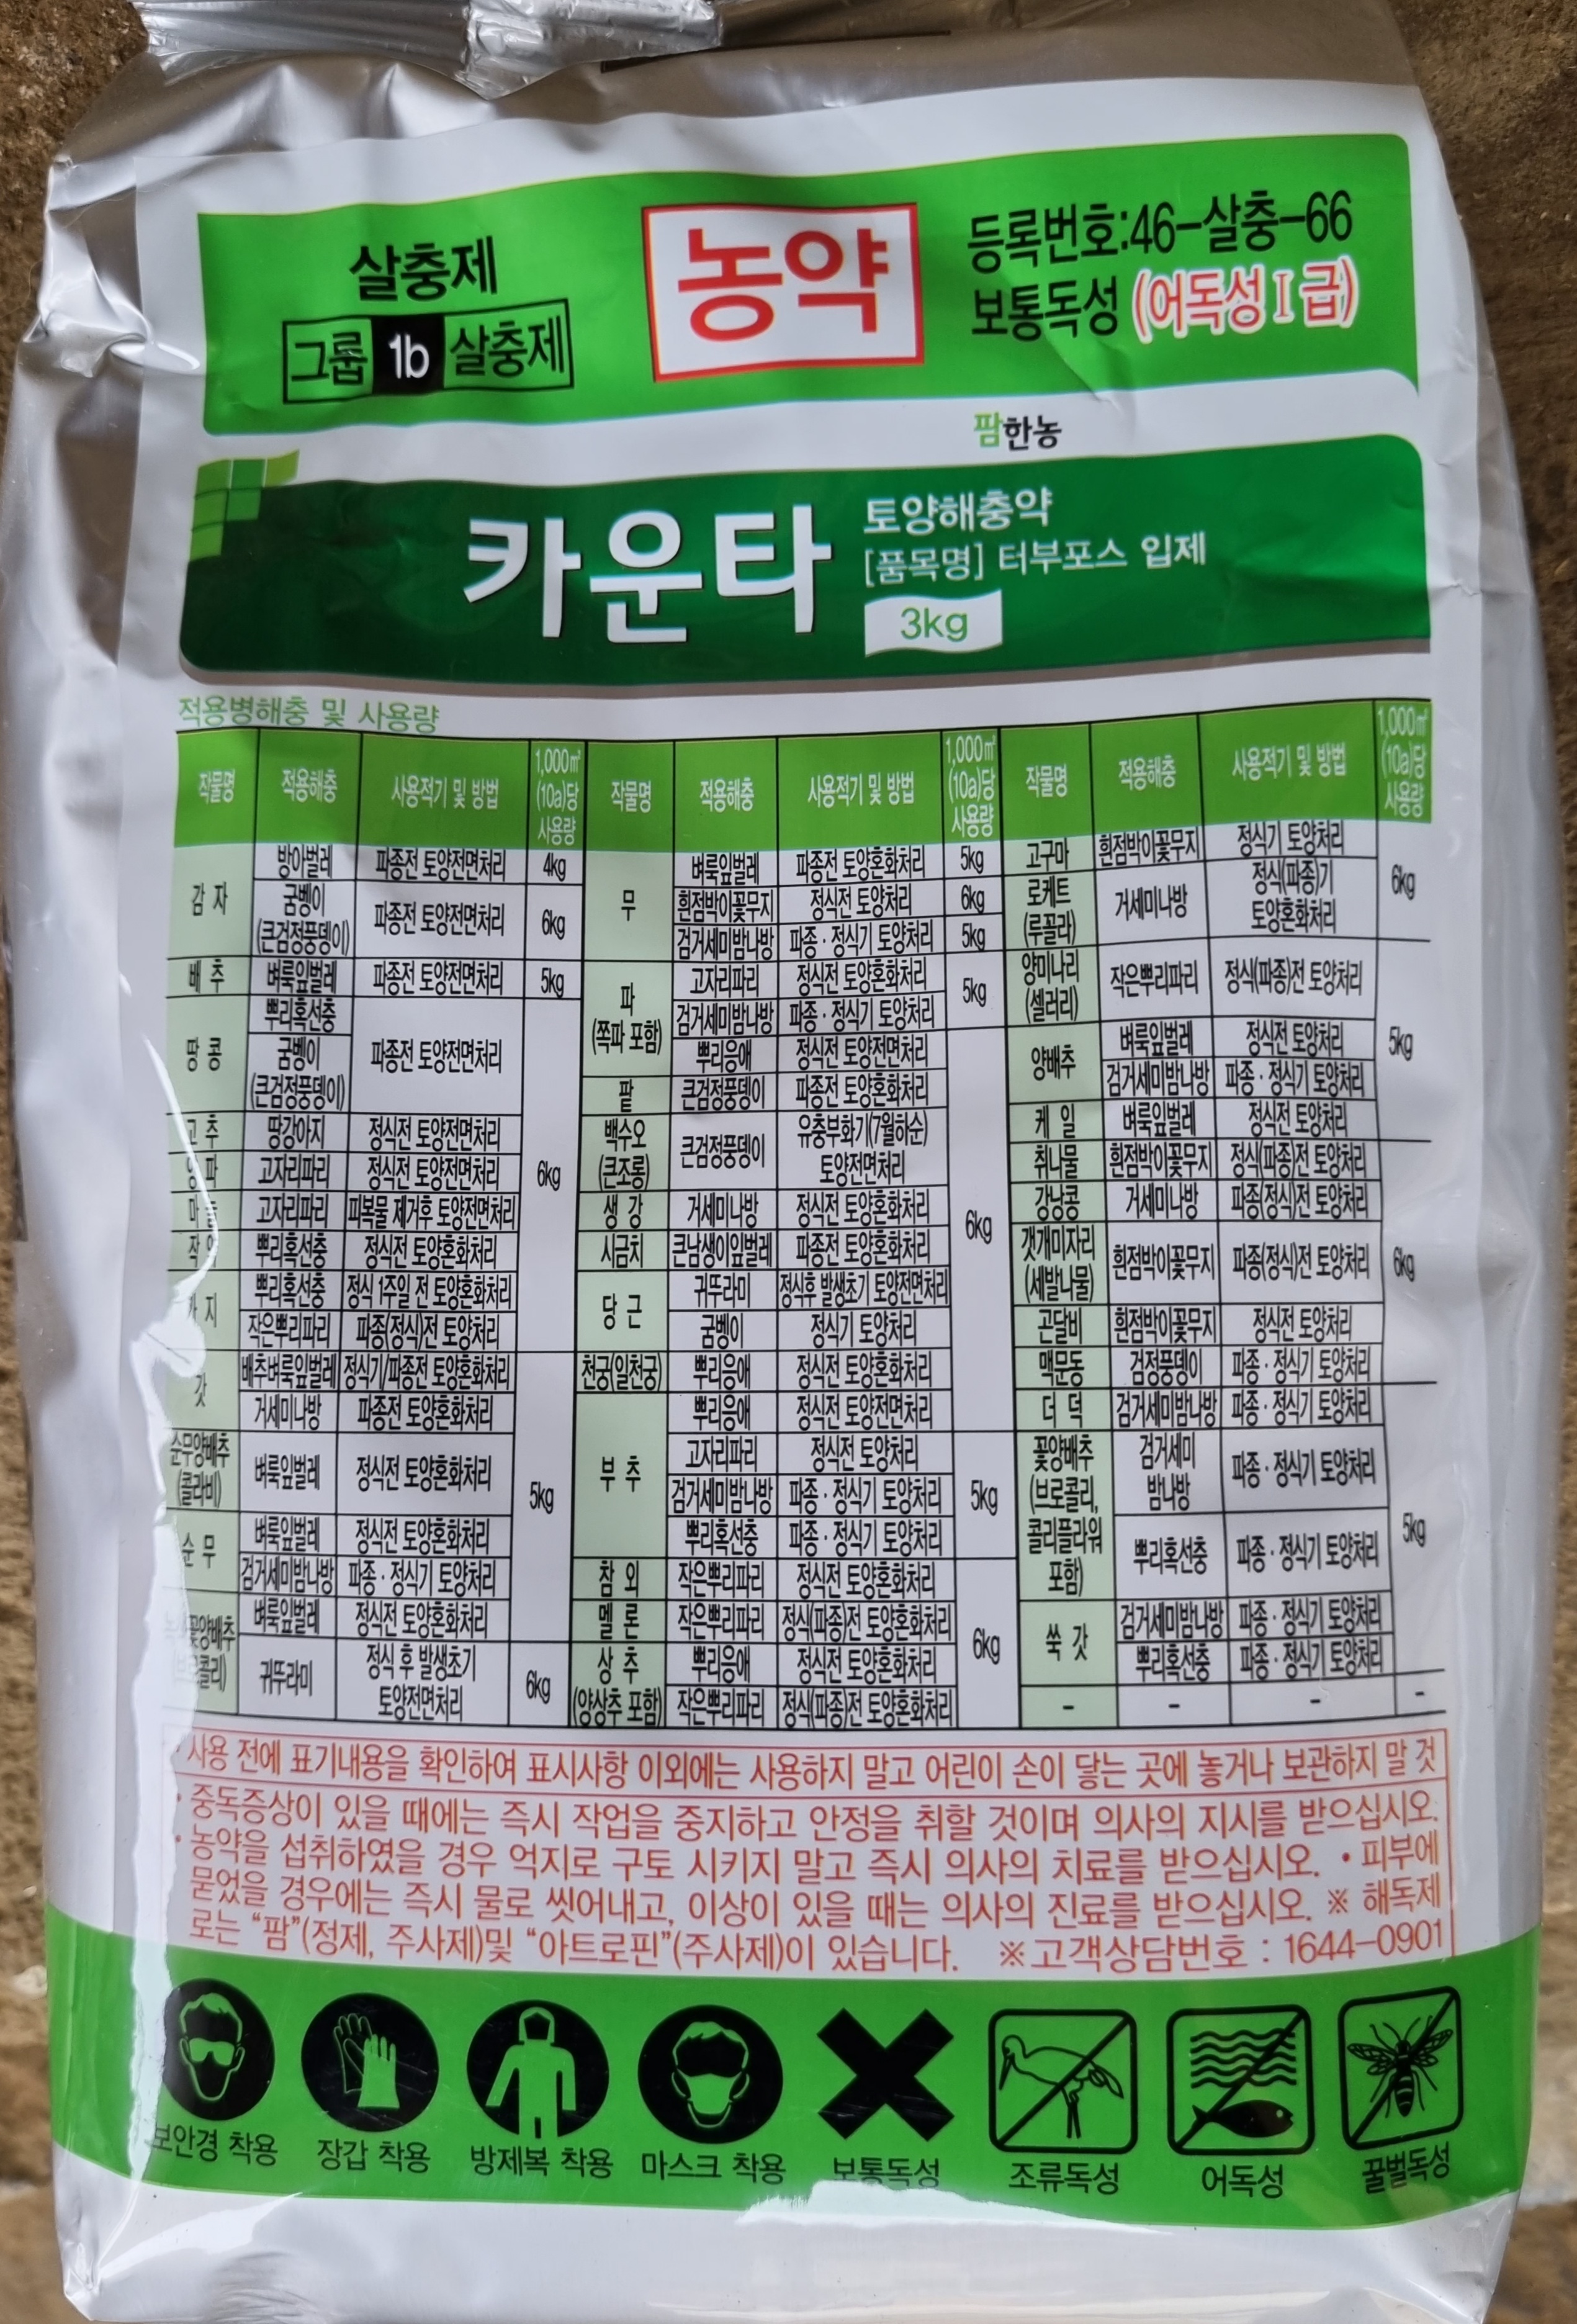 살충제
그룹 1b 살충제
농약
등록번호:46-살충-66
보통독성 (어독성 I 급)
팜한농
카운타
토양해충약
[품목명] 터부포스 입제
3kg
적용병해충 및 사용량
작물명 적용해충 사용적기 및 방법 1,000㎡ (10a)당 사용량
감 자 방아벌레 파종전 토양전면처리 4kg
굼벵이 (큰검정풍뎅이) 파종전 토양전면처리 6kg
배 추 벼룩잎벌레 파종전 토양전면처리 5kg
땅 콩 뿌리혹선충 파종전 토양전면처리 6kg
굼벵이 (큰검정풍뎅이)
고 추 땅강아지 정식전 토양전면처리
양 파 고자리파리 정식전 토양전면처리
마 늘 고자리파리 피복물 제거후 토양전면처리
작 약 뿌리혹선충 정식전 토양혼화처리
가 지 뿌리혹선충 정식 1주일 전 토양혼화처리
작은뿌리파리 파종(정식)전 토양처리
갓 배추벼룩잎벌레 정식기/파종전 토양혼화처리 5kg
거세미나방 파종전 토양혼화처리
순무양배추 (콜라비) 벼룩잎벌레 정식전 토양혼화처리
순 무 벼룩잎벌레 정식전 토양혼화처리
검거세미밤나방 파종·정식기 토양처리
꽃양배추 (브로콜리) 벼룩잎벌레 정식전 토양혼화처리
귀뚜라미 정식 후 발생초기 토양전면처리 6kg
작물명 적용해충 사용적기 및 방법 1,000㎡ (10a)당 사용량
무 벼룩잎벌레 파종전 토양혼화처리 5kg
흰점박이꽃무지 정식전 토양처리 6kg
검거세미밤나방 파종·정식기 토양처리 5kg
파 (쪽파 포함) 고자리파리 정식전 토양혼화처리 5kg
검거세미밤나방 파종·정식기 토양처리
뿌리응애 정식전 토양전면처리 6kg
팥 큰검정풍뎅이 파종전 토양혼화처리
백수오 (큰조롱) 큰검정풍뎅이 유충부화기(7월하순) 토양전면처리
생 강 거세미나방 정식전 토양혼화처리
시금치 큰남생이잎벌레 파종전 토양혼화처리
당 근 귀뚜라미 정식후 발생초기 토양전면처리
굼벵이 정식기 토양처리
천궁(일천궁) 뿌리응애 정식전 토양혼화처리
부 추 뿌리응애 정식전 토양전면처리
고자리파리 정식전 토양처리 5kg
검거세미밤나방 파종·정식기 토양처리
뿌리혹선충 파종·정식기 토양처리
참 외 작은뿌리파리 정식전 토양혼화처리 6kg
멜 론 작은뿌리파리 정식(파종)전 토양혼화처리
상 추 (양상추 포함) 뿌리응애 정식전 토양혼화처리
작은뿌리파리 정식(파종)전 토양혼화처리
작물명 적용해충 사용적기 및 방법 1,000㎡ (10a)당 사용량
고구마 흰점박이꽃무지 정식기 토양처리 6kg
로케트 (루꼴라) 거세미나방 정식(파종)기 토양혼화처리
양미나리 (셀러리) 작은뿌리파리 정식(파종)전 토양처리 5kg
양배추 벼룩잎벌레 정식전 토양처리
검거세미밤나방 파종·정식기 토양처리
케 일 벼룩잎벌레 정식전 토양처리
취나물 흰점박이꽃무지 정식(파종)전 토양처리 6kg
강낭콩 거세미나방 파종(정식)전 토양처리
갯개미자리 (세발나물) 흰점박이꽃무지 파종(정식)전 토양처리
곤달비 흰점박이꽃무지 정식전 토양처리
맥문동 검정풍뎅이 파종·정식기 토양처리
더 덕 검거세미밤나방 파종·정식기 토양처리 5kg
꽃양배추 (브로콜리, 콜리플라워 포함) 검거세미밤나방 파종·정식기 토양처리
뿌리혹선충 파종·정식기 토양처리
쑥 갓 검거세미밤나방 파종·정식기 토양처리
뿌리혹선충 파종·정식기 토양처리
- - - -
사용 전에 표기내용을 확인하여 표시사항 이외에는 사용하지 말고 어린이 손이 닿는 곳에 놓거나 보관하지 말 것
• 중독증상이 있을 때에는 즉시 작업을 중지하고 안정을 취할 것이며 의사의 지시를 받으십시오.
• 농약을 섭취하였을 경우 억지로 구토 시키지 말고 즉시 의사의 치료를 받으십시오. • 피부에
묻었을 경우에는 즉시 물로 씻어내고, 이상이 있을 때는 의사의 진료를 받으십시오. ※ 해독제
로는 “팜”(정제, 주사제)및 “아트로핀”(주사제)이 있습니다. ※고객상담번호 : 1644-0901
보안경 착용 장갑 착용 방제복 착용 마스크 착용 보통독성 조류독성 어독성 꿀벌독성